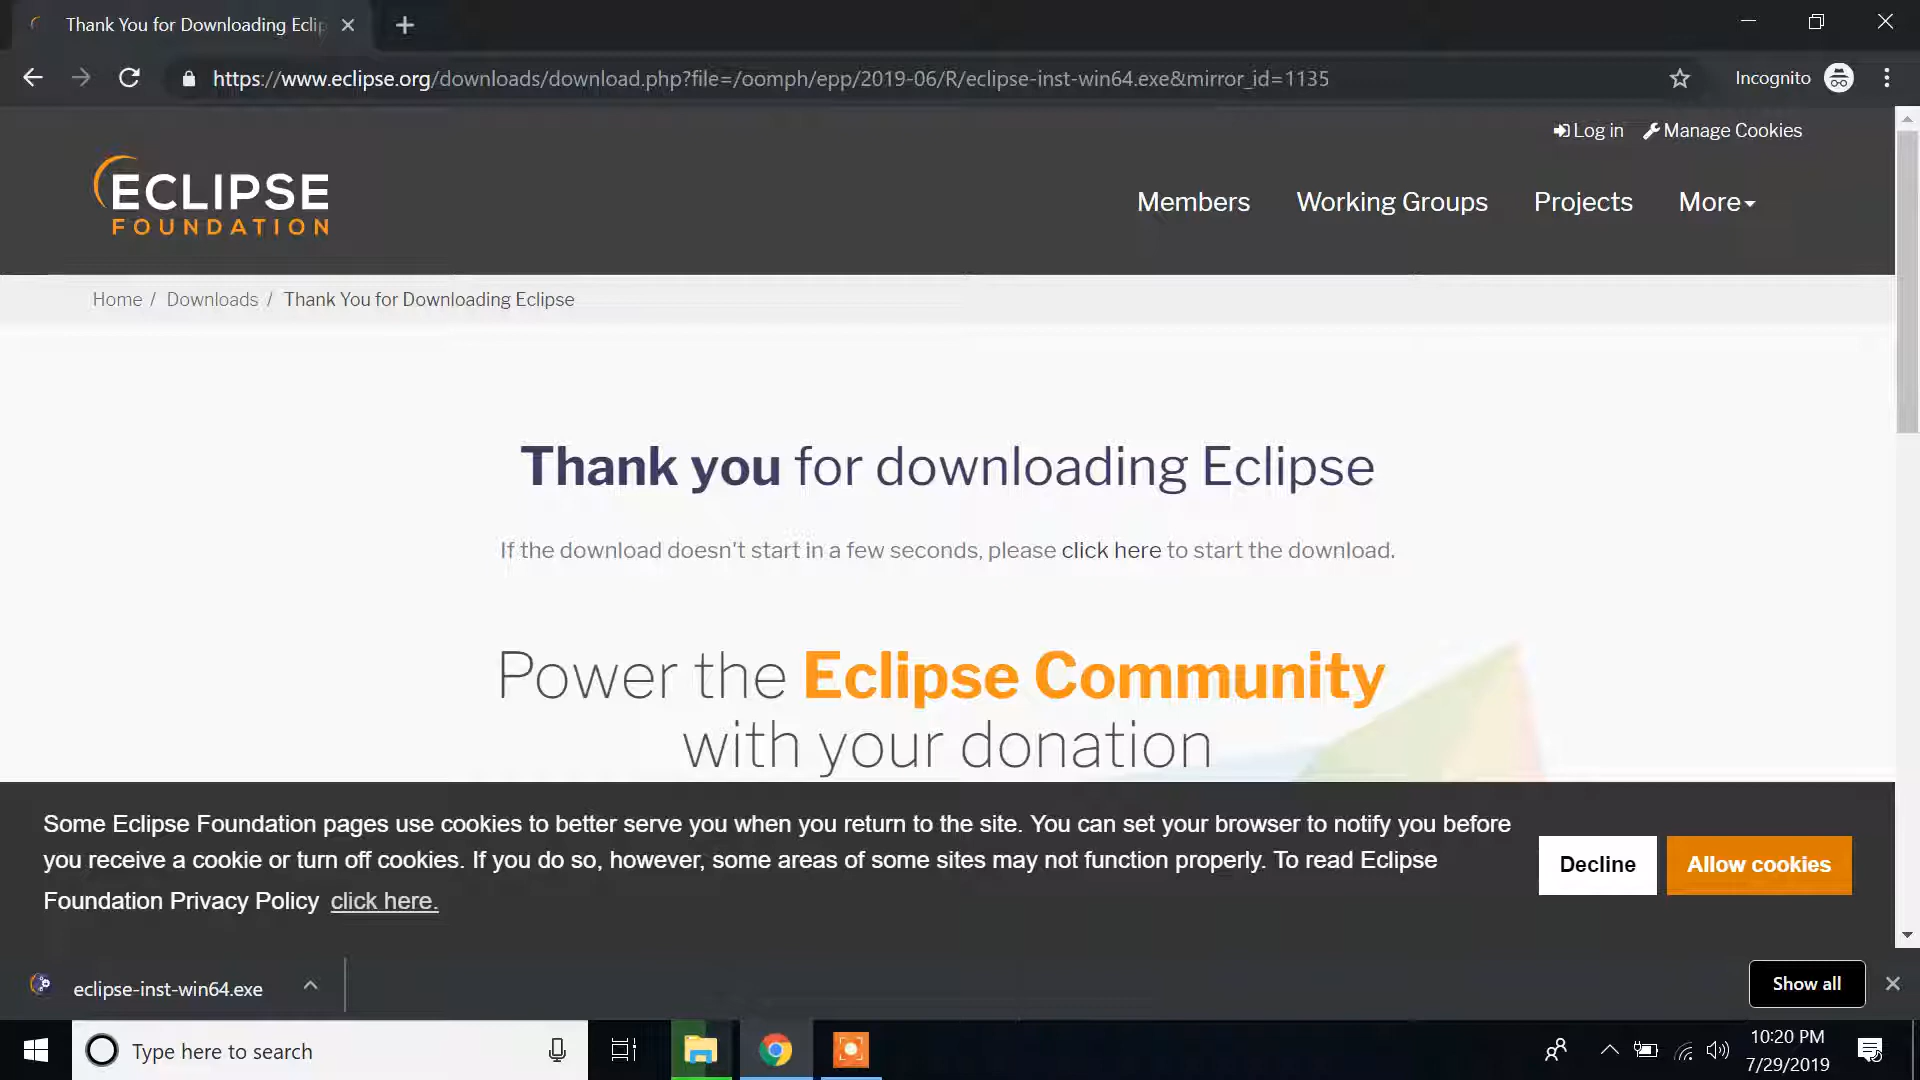 Thank You for Downloading Eclip
https://www.eclipse.org/downloads/download.php?file=/oomph/epp/2019-06/R/eclipse-inst-win64.exe&mirror_id=1135
Incognito
Log in Manage Cookies
ECLIPSE
FOUNDATION
Members Working Groups Projects More
Home / Downloads / Thank You for Downloading Eclipse
Thank you for downloading Eclipse
If the download doesn't start in a few seconds, please click here to start the download.
Power the Eclipse Community
with your donation
Some Eclipse Foundation pages use cookies to better serve you when you return to the site. You can set your browser to notify you before
you receive a cookie or turn off cookies. If you do so, however, some areas of some sites may not function properly. To read Eclipse
Foundation Privacy Policy click here.
Decline
Allow cookies
eclipse-inst-win64.exe
Show all
Type here to search
10:20 PM
7/29/2019